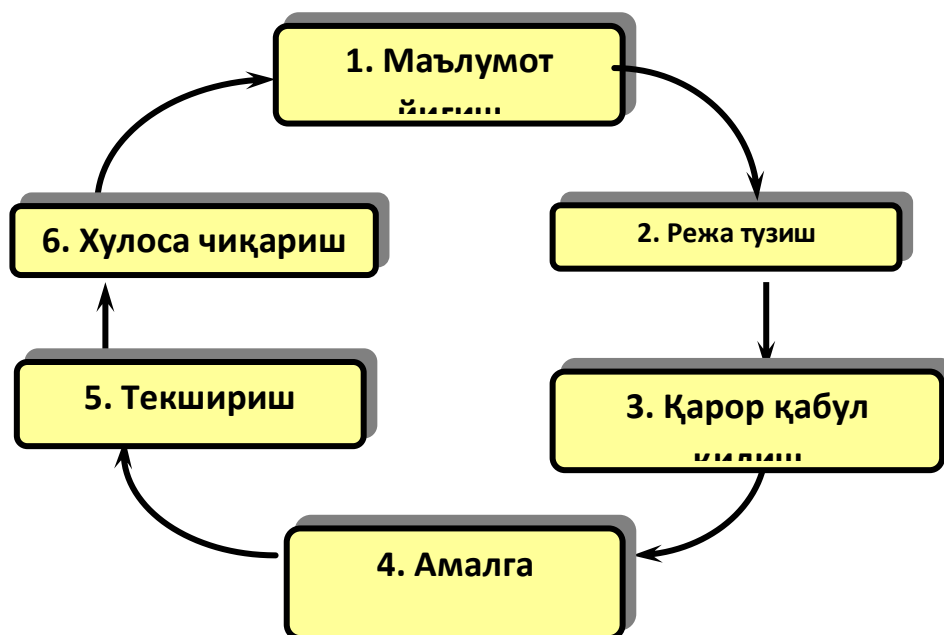 1. Маълумот
2. Режа тузиш
3. Қарор қабул
4. Амалга
5. Текшириш
6. Хулоса чиқариш